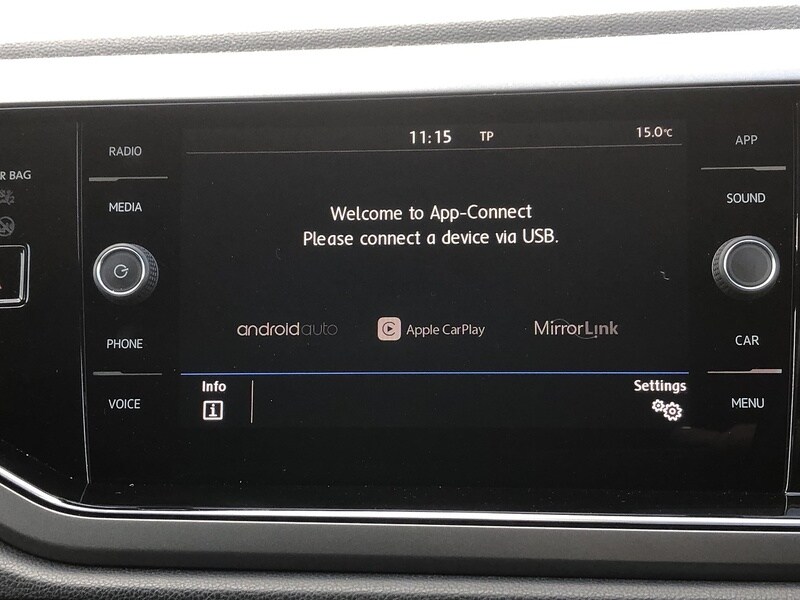 11:15 TP 15.0°C
R BAG
RADIO
MEDIA
PHONE
VOICE
Welcome to App-Connect
Please connect a device via USB.
androidauto
Apple CarPlay
MirrorLink
Info
Settings
APP
SOUND
CAR
MENU